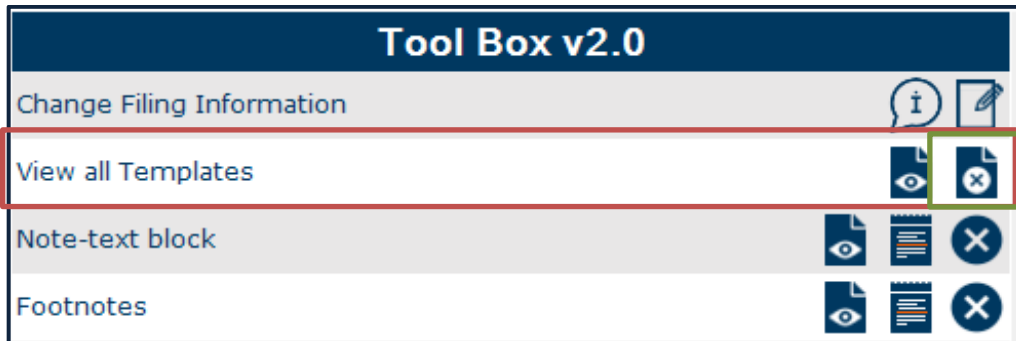 Tool Box v2.0
Change Filing Information
View all Templates
Note-text block
Footnotes